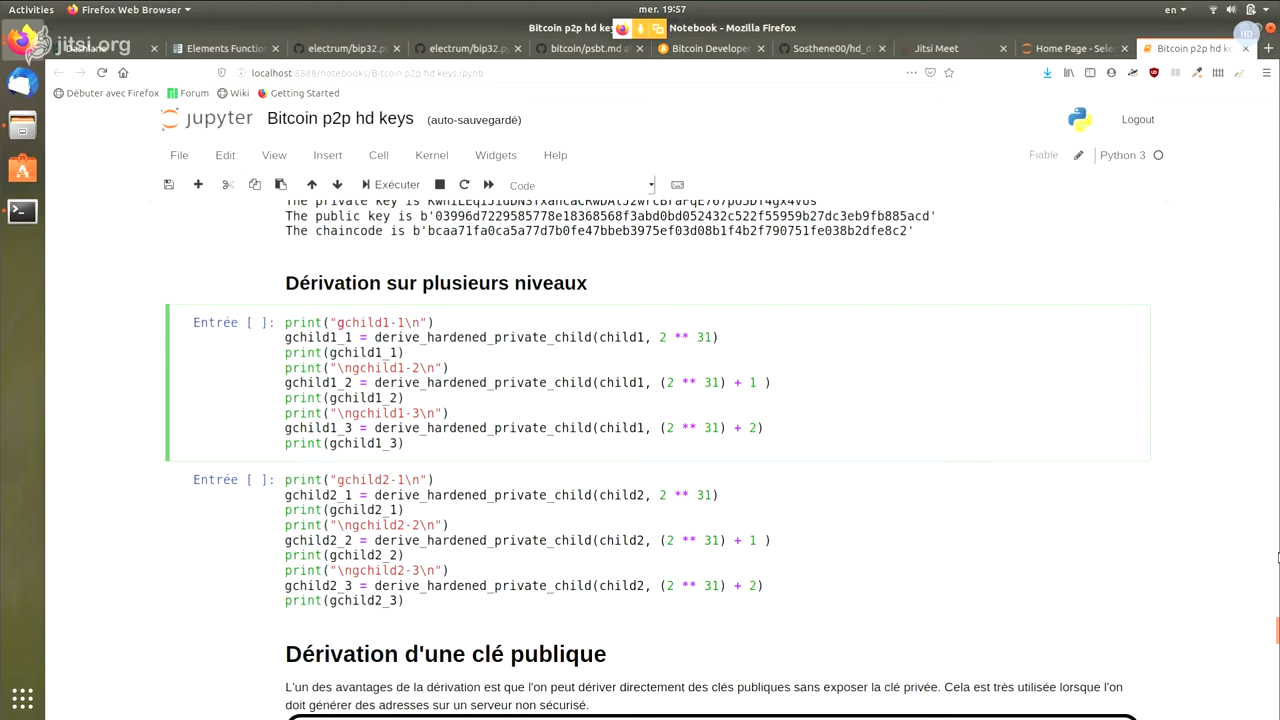 Activities Firefox Web Browser mer. 19:57 en
Bitcoin p2p hd Notebook - Mozilla Firefox HD
jitsi.org Elements Functio electrum/bip32.p electrum/bip32.p bitcoin/psbt.md a Bitcoin Developer Sosthene00/hd_d Jitsi Meet Home Page - Sele Bitcoin p2p hd ke
localhost:8888/notebooks/Bitcoin p2p hd keys.ipynb
Débuter avec Firefox Forum Wiki Getting Started
jupyter Bitcoin p2p hd keys (auto-sauvegardé) Logout
File Edit View Insert Cell Kernel Widgets Help Fiable Python 3
Exécuter Code
The private key is
The public key is b'03996d7229585778e18368568f3abd0bd052432c522f55959b27dc3eb9fb885acd'
The chaincode is b'bcaa71fa0ca5a77d7b0fe47bbeb3975ef03d08b1f4b2f790751fe038b2dfe8c2'
Dérivation sur plusieurs niveaux
Entrée [ ]: print("gchild1-1\n")
gchild1_1 = derive_hardened_private_child(child1, 2 ** 31)
print(gchild1_1)
print("\ngchild1-2\n")
gchild1_2 = derive_hardened_private_child(child1, (2 ** 31) + 1 )
print(gchild1_2)
print("\ngchild1-3\n")
gchild1_3 = derive_hardened_private_child(child1, (2 ** 31) + 2)
print(gchild1_3)
Entrée [ ]: print("gchild2-1\n")
gchild2_1 = derive_hardened_private_child(child2, 2 ** 31)
print(gchild2_1)
print("\ngchild2-2\n")
gchild2_2 = derive_hardened_private_child(child2, (2 ** 31) + 1 )
print(gchild2_2)
print("\ngchild2-3\n")
gchild2_3 = derive_hardened_private_child(child2, (2 ** 31) + 2)
print(gchild2_3)
Dérivation d'une clé publique
L'un des avantages de la dérivation est que l'on peut dériver directement des clés publiques sans exposer la clé privée. Cela est très utilisée lorsque l'on
doit générer des adresses sur un serveur non sécurisé.